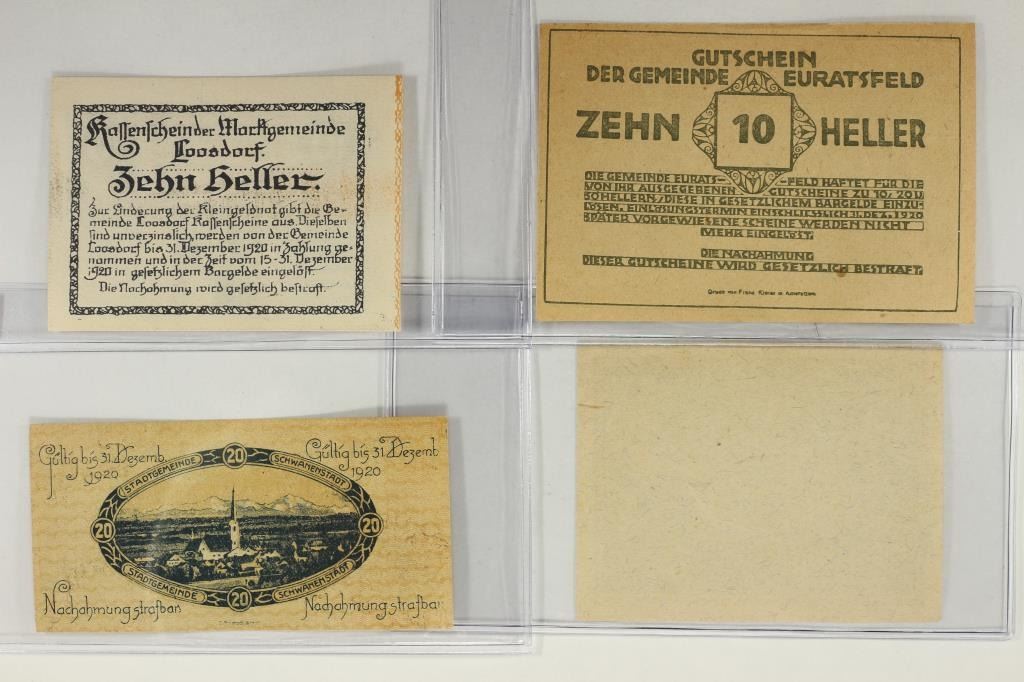 Kassenschein der Marktgemeinde
Loosdorf.
Zehn Heller.
Zur Linderung der Kleingeldnot gibt die Ge-
meinde Loosdorf Kassenscheine aus. Dieselben
sind unverzinslich, werden von der Gemeinde
Loosdorf bis 31. Dezember 1920 in Zahlung ge-
nommen und in der Zeit vom 15-31. Dezember
1920 in gesetzlichem Bargelde eingelöst.
Die Nachahmung wird gesetzlich bestraft.
GUTSCHEIN
DER GEMEINDE EURATSFELD
ZEHN 10 HELLER
DIE GEMEINDE EURATS- -FELD HAFTET FÜR DIE
VON IHR AUSGEGEBENEN GUTSCHEINE ZU 10, 20 U.
50 HELLERN, DIESE IN GESETZLICHEM BARGELDE EINZU
LÖSEN. EINLÖSUNGSTERMIN EINSCHLIESSLICH 31. DEZ. 1920
SPÄTER VORGEWIESENE SCHEINE WERDEN NICHT
MEHR EINGELÖST.
DIE NACHAHMUNG
DIESER GUTSCHEINE WIRD GESETZLICH BESTRAFT.
Druck von Franz Kiener in Amstetten.
Gültig bis 31. Dezemb.
1920
Gültig bis 31. Dezemb
1920
20
STADTGEMEINDE SCHWANENSTADT
20 20
STADTGEMEINDE SCHWANENSTADT
20
Nachahmung strafbar.
Nachahmung strafbar